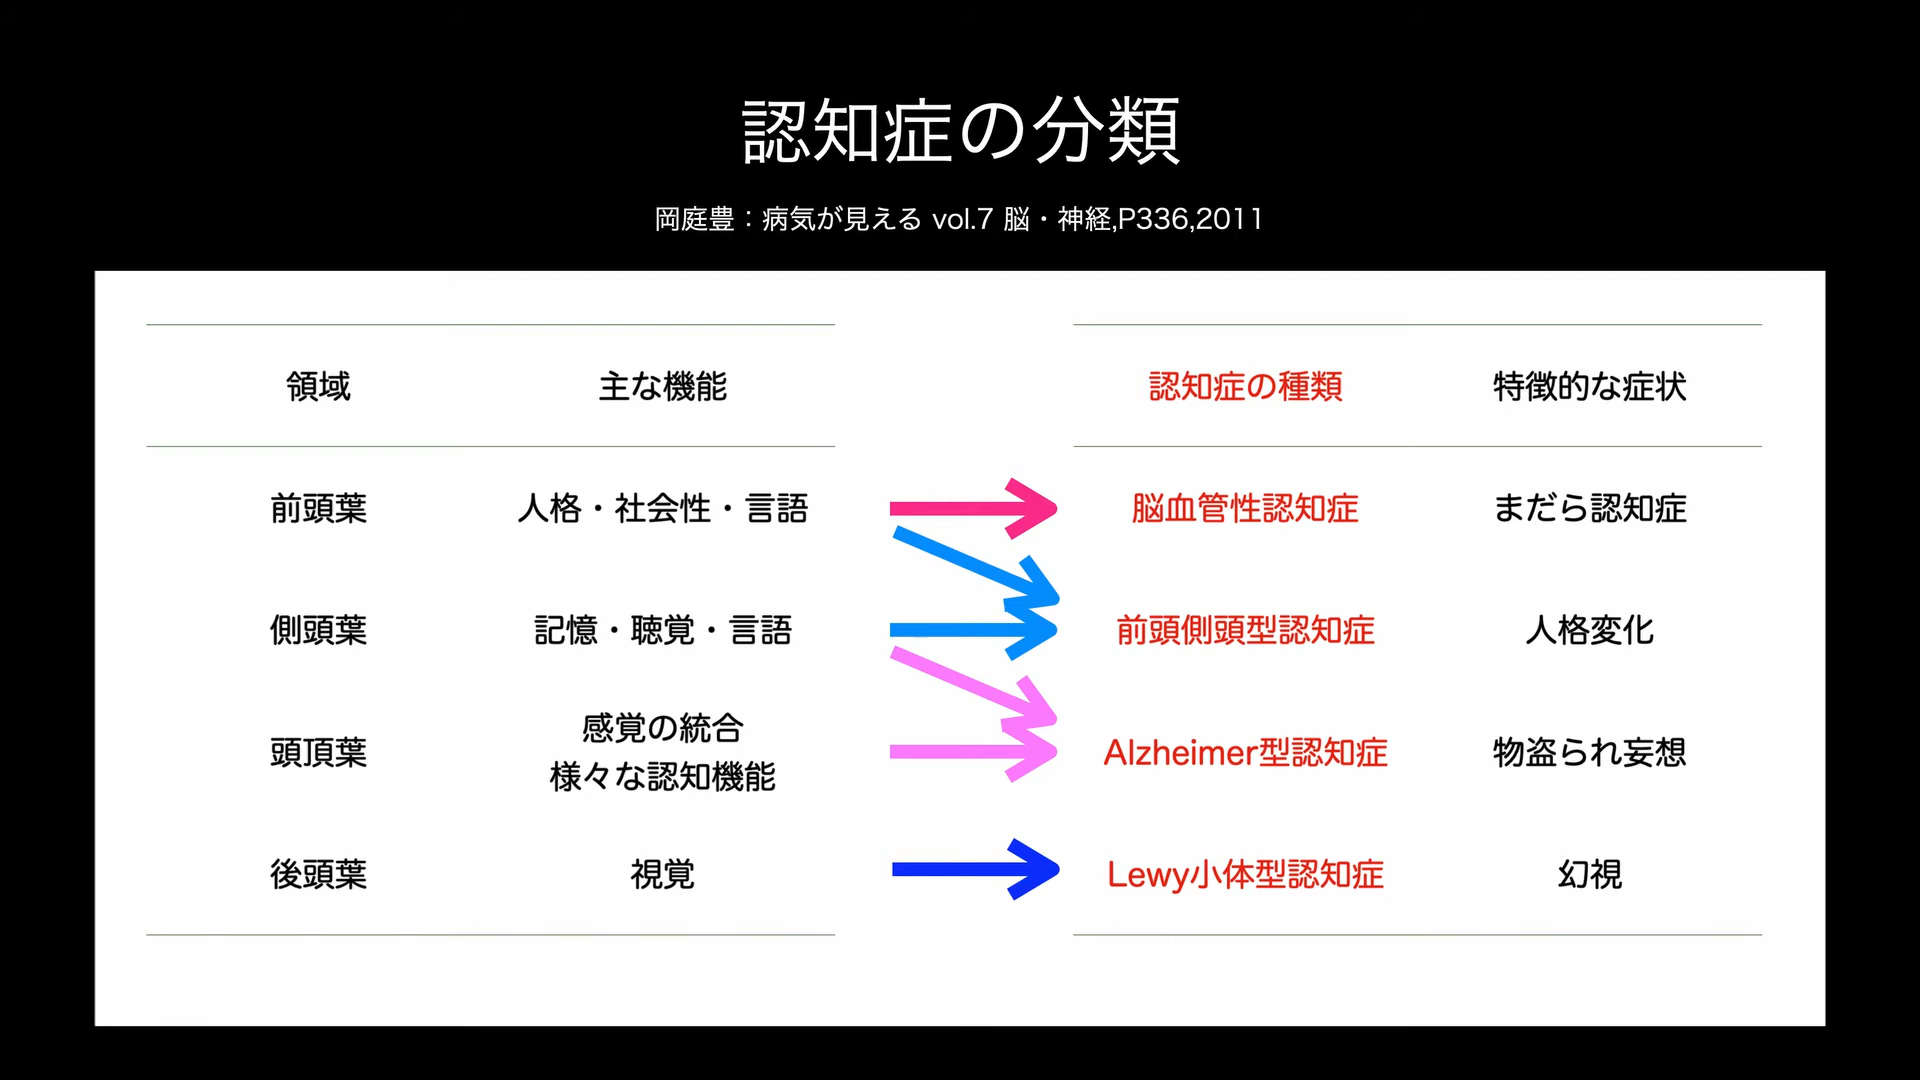 認知症の分類
岡庭豊：病気が見える vol.7 脳・神経,P336,2011
領域 主な機能 認知症の種類 特徴的な症状
前頭葉 人格・社会性・言語 脳血管性認知症 まだら認知症
側頭葉 記憶・聴覚・言語 前頭側頭型認知症 人格変化
頭頂葉 感覚の統合 Alzheimer型認知症 物盗られ妄想
様々な認知機能
後頭葉 視覚 Lewy小体型認知症 幻視